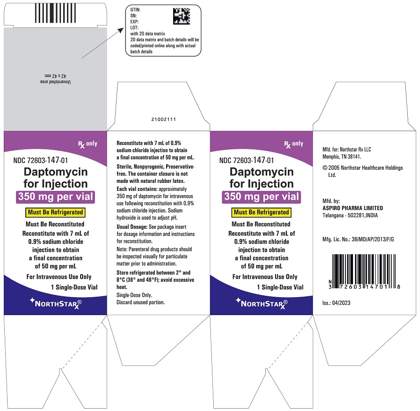 GTIN:
SN:
EXP:
LOT:
with 2D data matrix
2D data matrix and batch details will be
coded/printed online along with actual
batch details
Unvarnished area
42 x 42 mm
21002111
Rx only
NDC 72603-147-01
Daptomycin
for Injection
350 mg per vial
Must Be Refrigerated
Must Be Reconstituted
Reconstitute with 7 mL of
0.9% sodium chloride
injection to obtain
a final concentration
of 50 mg per mL
For Intravenous Use Only
1 Single-Dose Vial
NORTHSTARx®
Reconstitute with 7 mL of 0.9%
sodium chloride injection to obtain
a final concentration of 50 mg per mL.
Sterile, Nonpyrogenic, Preservative
free. The container closure is not
made with natural rubber latex.
Each vial contains: approximately
350 mg of daptomycin for intravenous
use following reconstitution with 0.9%
sodium chloride injection. Sodium
hydroxide is used to adjust pH.
Usual Dosage: See package insert
for dosage information and instructions
for reconstitution.
Note: Parenteral drug products should
be inspected visually for particulate
matter prior to administration.
Store refrigerated between 2° and
8°C (36° and 46°F); avoid excessive
heat.
Single-Dose Only.
Discard unused portion.
Rx only
NDC 72603-147-01
Daptomycin
for Injection
350 mg per vial
Must Be Refrigerated
Must Be Reconstituted
Reconstitute with 7 mL of
0.9% sodium chloride
injection to obtain
a final concentration
of 50 mg per mL
For Intravenous Use Only
1 Single-Dose Vial
NORTHSTARx®
Mfd. for: Northstar Rx LLC
Memphis, TN 38141.
© 2005 Northstar Healthcare Holdings
Ltd.
Mfd. by:
ASPIRO PHARMA LIMITED
Telangana - 502281,INDIA
Mfg. Lic. No.: 39/MD/AP/2013/F/G
N
3
72603 14701 8
Iss.: 04/2023